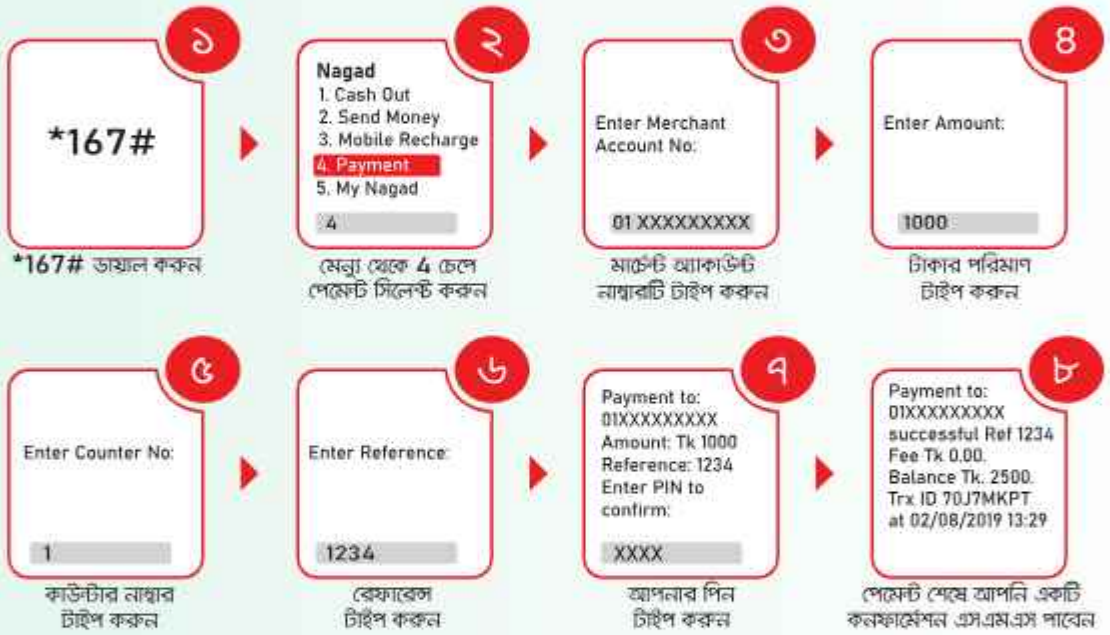 ১
*167#
*167# ডায়াল করুন
২
Nagad
1. Cash Out
2. Send Money
3. Mobile Recharge
4. Payment
5. My Nagad
4
মেন্যু থেকে 4 চেপে
পেমেন্ট সিলেক্ট করুন
৩
Enter Merchant
Account No:
01 XXXXXXXXX
মার্চেন্ট অ্যাকাউন্ট
নাম্বারটি টাইপ করুন
৪
Enter Amount:
1000
টাকার পরিমাণ
টাইপ করুন
৫
Enter Counter No:
1
কাউন্টার নাম্বার
টাইপ করুন
৬
Enter Reference:
1234
রেফারেন্স
টাইপ করুন
৭
Payment to:
01XXXXXXXXX
Amount: Tk 1000
Reference: 1234
Enter PIN to
confirm:
XXXX
আপনার পিন
টাইপ করুন
৮
Payment to:
01XXXXXXXXX
successful Ref 1234
Fee Tk 0.00.
Balance Tk. 2500.
Trx ID 70J7MKPT
at 02/08/2019 13:29
পেমেন্ট শেষে আপনি একটি
কনফার্মেশন এসএমএস পাবেন